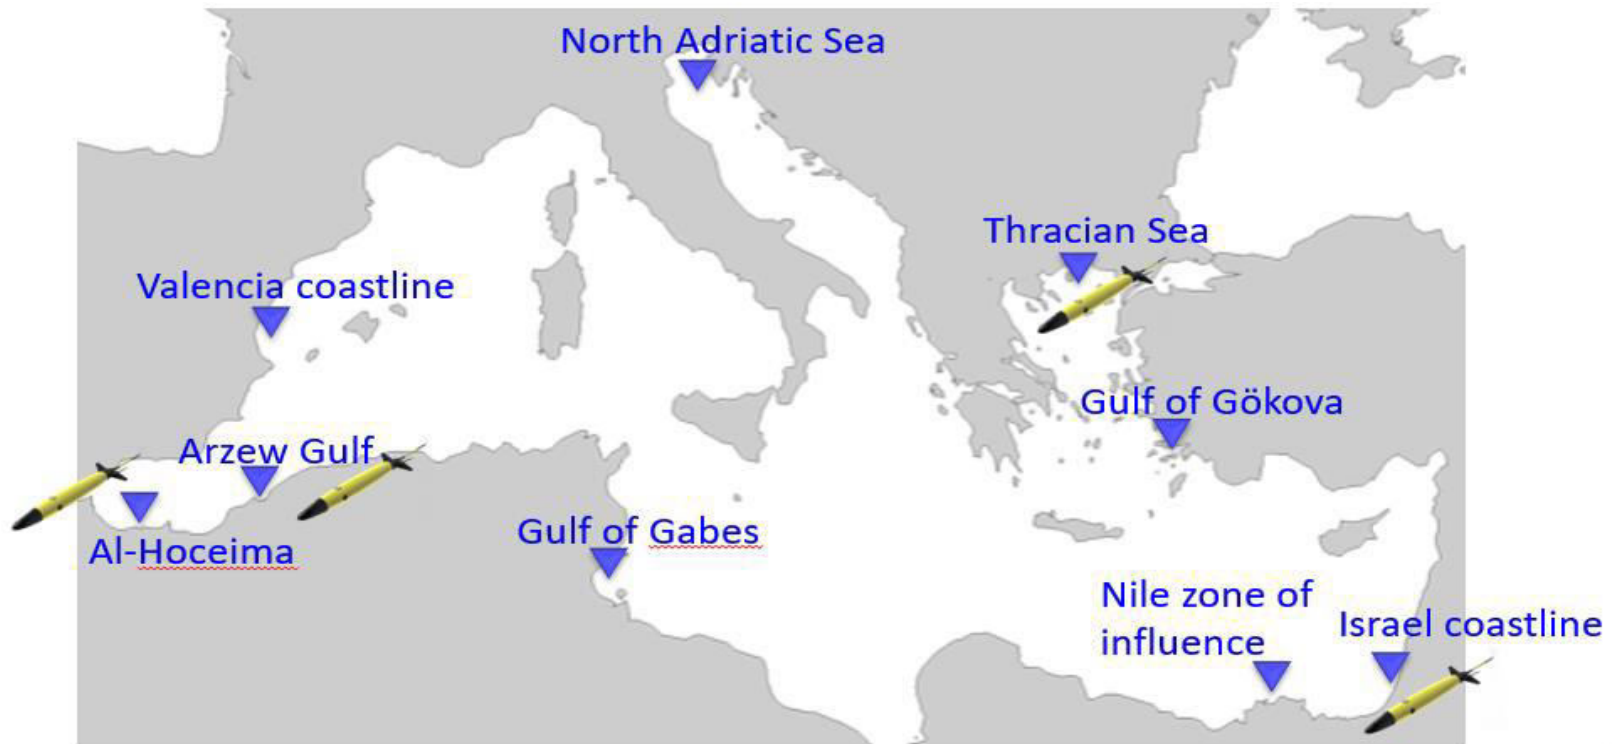 North Adriatic Sea
Thracian Sea
Valencia coastline
Gulf of Gökova
Arzew Gulf
Gulf of Gabes
Al-Hoceima
Nile zone of
influence
Israel coastline